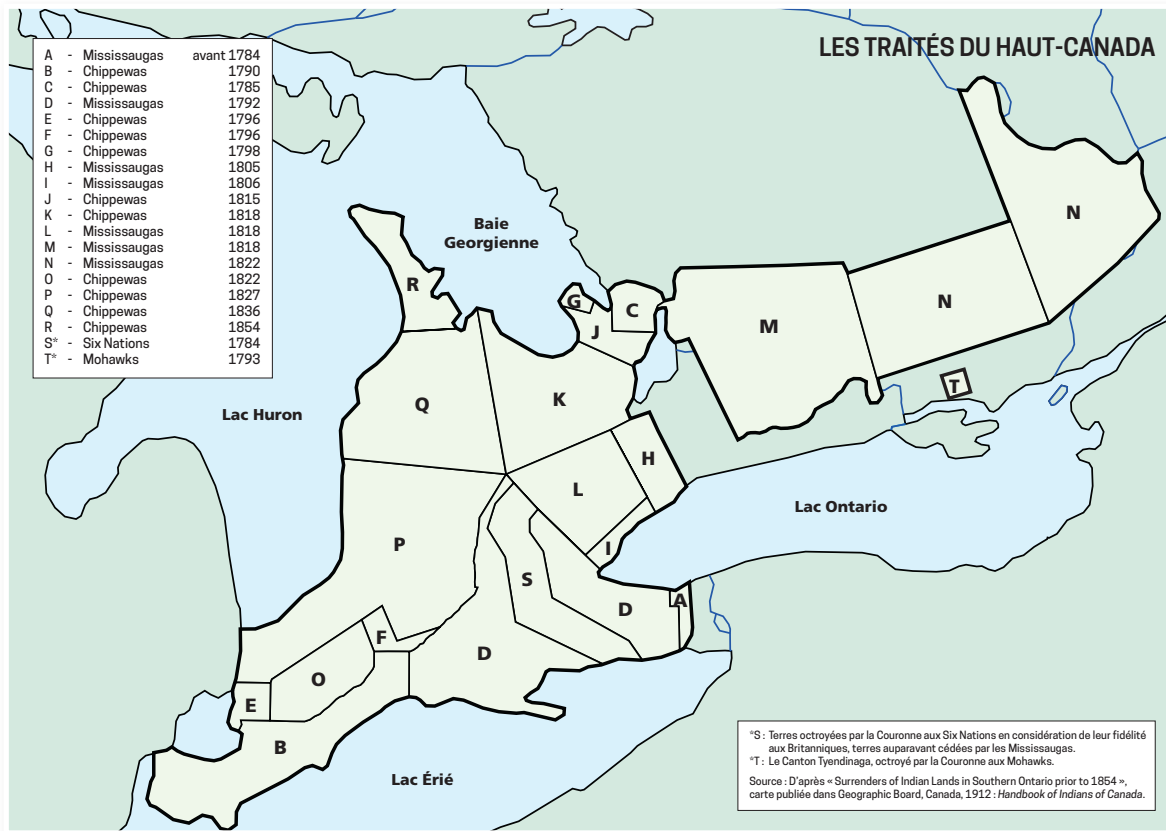 LES TRAITÉS DU HAUT-CANADA
A - Mississaugas avant 1784
B - Chippewas 1790
C - Chippewas 1785
D - Mississaugas 1792
E - Chippewas 1796
F - Chippewas 1796
G - Chippewas 1798
H - Mississaugas 1805
I - Mississaugas 1806
J - Chippewas 1815
K - Chippewas 1818
L - Mississaugas 1818
M - Mississaugas 1818
N - Mississaugas 1822
O - Chippewas 1822
P - Chippewas 1827
Q - Chippewas 1836
R - Chippewas 1854
S* - Six Nations 1784
T* - Mohawks 1793
Baie
Georgienne
N
R
G
C
N
J
M
T
Q
K
Lac Huron
H
L
Lac Ontario
P
I
S
A
D
F
D
O
E
B
Lac Érié
*S : Terres octroyées par la Couronne aux Six Nations en considération de leur fidélité
aux Britanniques, terres auparavant cédées par les Mississaugas.
*T : Le Canton Tyendinaga, octroyé par la Couronne aux Mohawks.
Source : D'après « Surrenders of Indian Lands in Southern Ontario prior to 1854 »,
carte publiée dans Geographic Board, Canada, 1912 : Handbook of Indians of Canada.